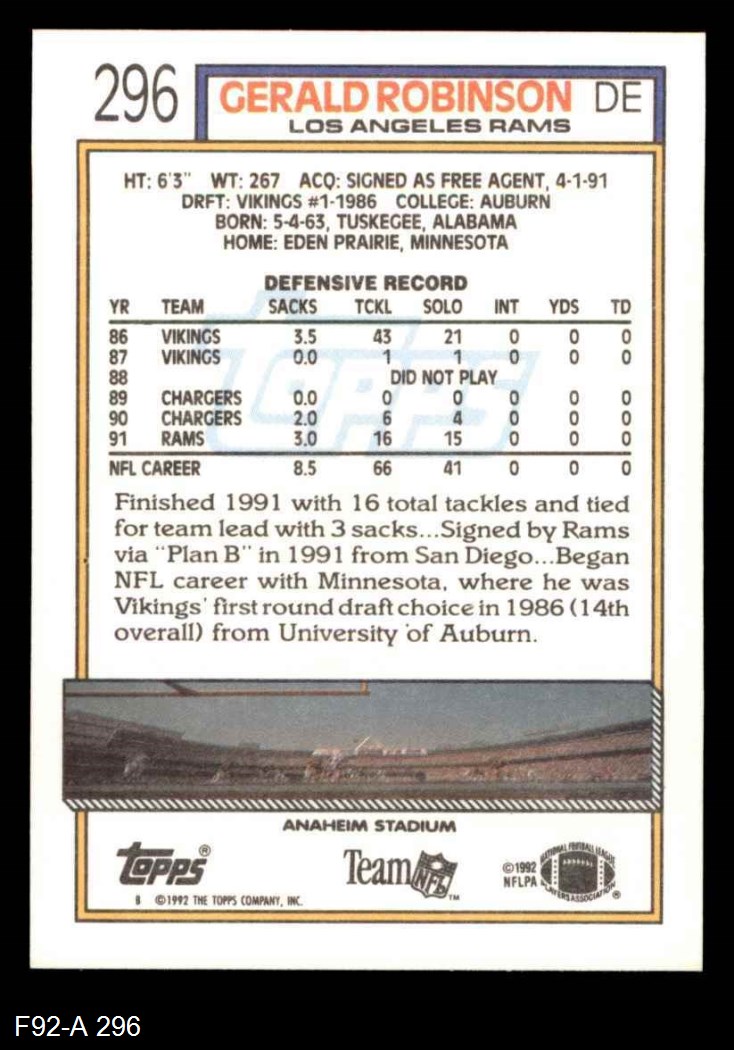 296 GERALD ROBINSON DE
LOS ANGELES RAMS
HT: 6'3" WT: 267 ACQ: SIGNED AS FREE AGENT, 4-1-91
DRFT: VIKINGS #1-1986 COLLEGE: AUBURN
BORN: 5-4-63, TUSKEGEE, ALABAMA
HOME: EDEN PRAIRIE, MINNESOTA
DEFENSIVE RECORD
YR TEAM SACKS TCKL SOLO INT YDS TD
86 VIKINGS 3.5 43 21 0 0 0
87 VIKINGS 0.0 1 1 0 0 0
88 DID NOT PLAY
89 CHARGERS 0.0 0 0 0 0 0
90 CHARGERS 2.0 6 4 0 0 0
91 RAMS 3.0 16 15 0 0 0
NFL CAREER 8.5 66 41 0 0 0
topps
Finished 1991 with 16 total tackles and tied
for team lead with 3 sacks...Signed by Rams
via "Plan B" in 1991 from San Diego...Began
NFL career with Minnesota, where he was
Vikings' first round draft choice in 1986 (14th
overall) from University of Auburn.
ANAHEIM STADIUM
topps®
Team NFL™
©1992
NFLPA
NATIONAL FOOTBALL LEAGUE
PLAYERS ASSOCIATION ®
B ©1992 THE TOPPS COMPANY, INC.
F92-A 296